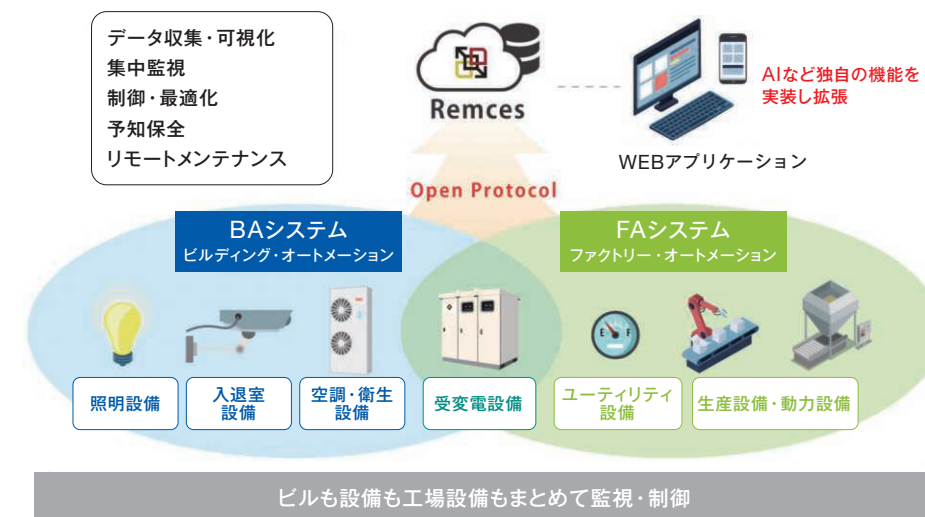 データ収集・可視化
集中監視
制御・最適化
予知保全
リモートメンテナンス
Remces
AIなど独自の機能を
実装し拡張
WEBアプリケーション
Open Protocol
BAシステム
ビルディング・オートメーション
FAシステム
ファクトリー・オートメーション
E F
照明設備
入退室
設備
空調・衛生
設備
受変電設備
ユーティリティ
設備
生産設備・動力設備
ビルも設備も工場設備もまとめて監視・制御